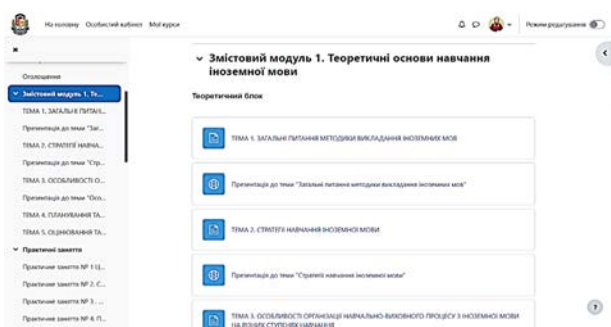 На головну Особистий кабінет Мої курси
Режим редагування
Оголошення
Змістовий модуль 1. Те...
ТЕМА 1. ЗАГАЛЬНІ ПИТАН...
Презентація до теми "Заг...
ТЕМА 2. СТРАТЕГІЇ НАВЧА...
Презентація до теми "Стр...
ТЕМА 3. ОСОБЛИВОСТІ О...
Презентація до теми "Осо...
ТЕМА 4. ПЛАНУВАННЯ ТА...
ТЕМА 5. ОЦІНЮВАННЯ ТА...
Практичні заняття
Практичне заняття № 1 Ц...
Практичне заняття № 2. С...
Практичне заняття № 3. ...
Практичне заняття № 4. П...
Змістовий модуль 1. Теоретичні основи навчання
іноземної мови
Теоретичний блок
ТЕМА 1. ЗАГАЛЬНІ ПИТАННЯ МЕТОДИКИ ВИКЛАДАННЯ ІНОЗЕМНИХ МОВ
Презентація до теми "Загальні питання методики викладання іноземних мов"
ТЕМА 2. СТРАТЕГІЇ НАВЧАННЯ ІНОЗЕМНОЇ МОВИ
Презентація до теми "Стратегії навчання іноземної мови"
ТЕМА 3. ОСОБЛИВОСТІ ОРГАНІЗАЦІЇ НАВЧАЛЬНО-ВИХОВНОГО ПРОЦЕСУ З ІНОЗЕМНОЇ МОВИ
НА РІЗНИХ СТУПЕНЯХ НАВЧАННЯ